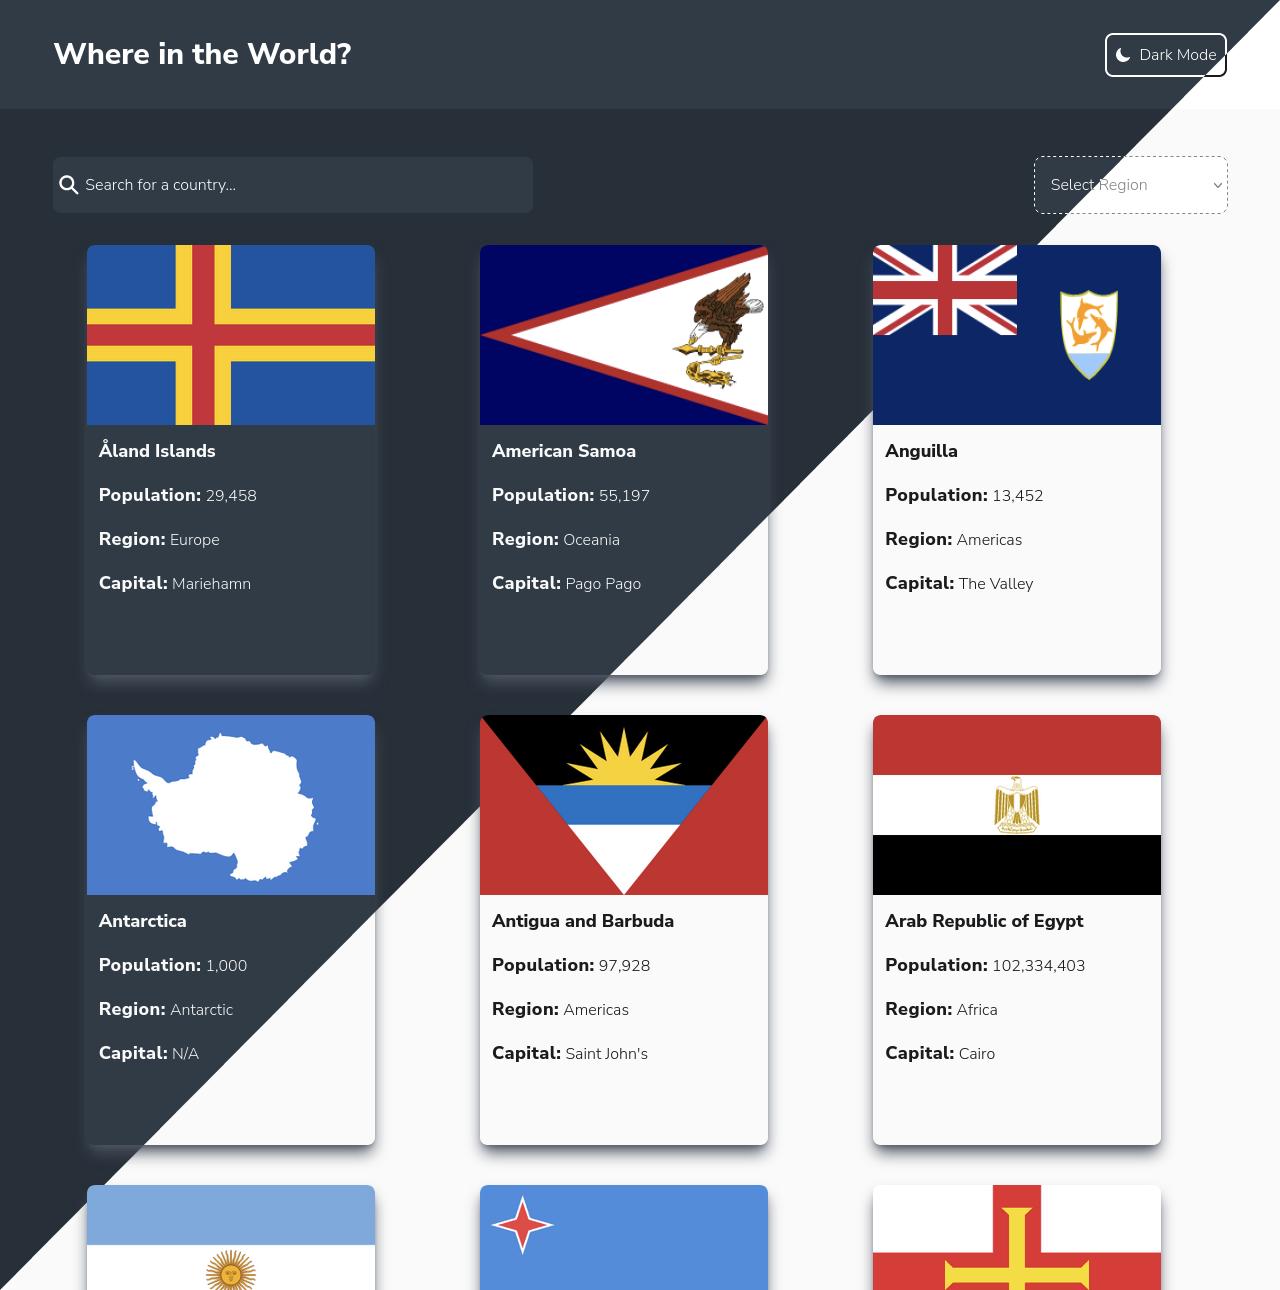 Where in the World?
Dark Mode
Search for a country...
Select Region
Åland Islands
Population: 29,458
Region: Europe
Capital: Mariehamn
American Samoa
Population: 55,197
Region: Oceania
Capital: Pago Pago
Anguilla
Population: 13,452
Region: Americas
Capital: The Valley
Antarctica
Population: 1,000
Region: Antarctic
Capital: N/A
Antigua and Barbuda
Population: 97,928
Region: Americas
Capital: Saint John's
Arab Republic of Egypt
Population: 102,334,403
Region: Africa
Capital: Cairo